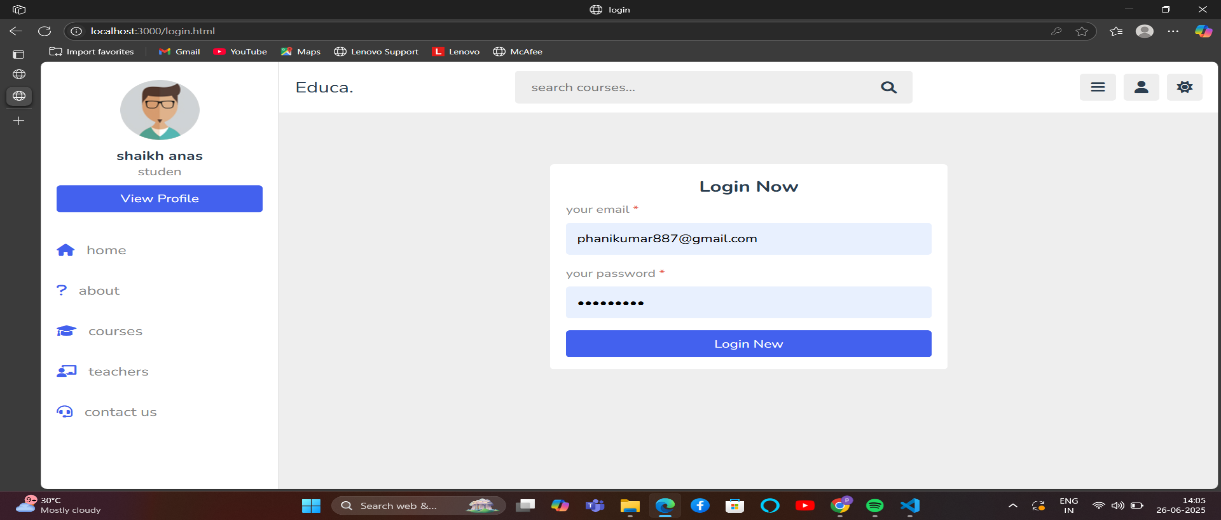 login
localhost:3000/login.html
Import favorites Gmail YouTube Maps Lenovo Support L Lenovo McAfee
Educa.
search courses...
shaikh anas
studen
View Profile
home
? about
courses
teachers
contact us
Login Now
your email *
phanikumar887@gmail.com
your password *
•••••••••
Login New
9+
30°C
Mostly cloudy
Search web &...
P
ENG
IN
14:05
26-06-2025